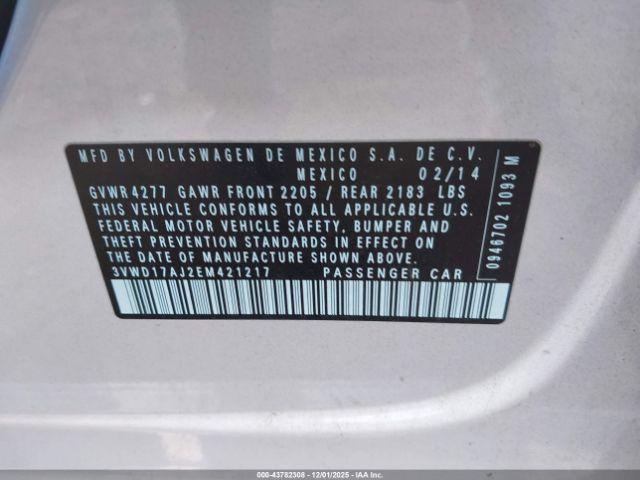 MFD BY VOLKSWAGEN DE MEXICO S.A. DE C.V.
MEXICO 02/14
GVWR 4277 GAWR FRONT 2205 / REAR 2183 LBS
THIS VEHICLE CONFORMS TO ALL APPLICABLE U.S.
FEDERAL MOTOR VEHICLE SAFETY, BUMPER AND
THEFT PREVENTION STANDARDS IN EFFECT ON
THE DATE OF MANUFACTURE SHOWN ABOVE.
3VWD17AJ2EM421217 PASSENGER CAR
0946702 1093 M
000-43782308 - 12/01/2025 - IAA Inc.